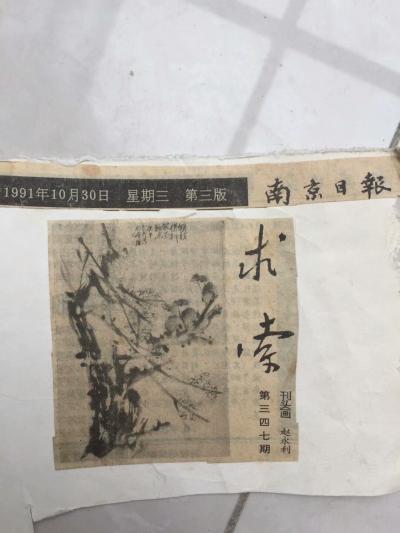 1991年10月30日 星期三 第三版 南京日報
求索
第三四七期
刊头画 赵永利